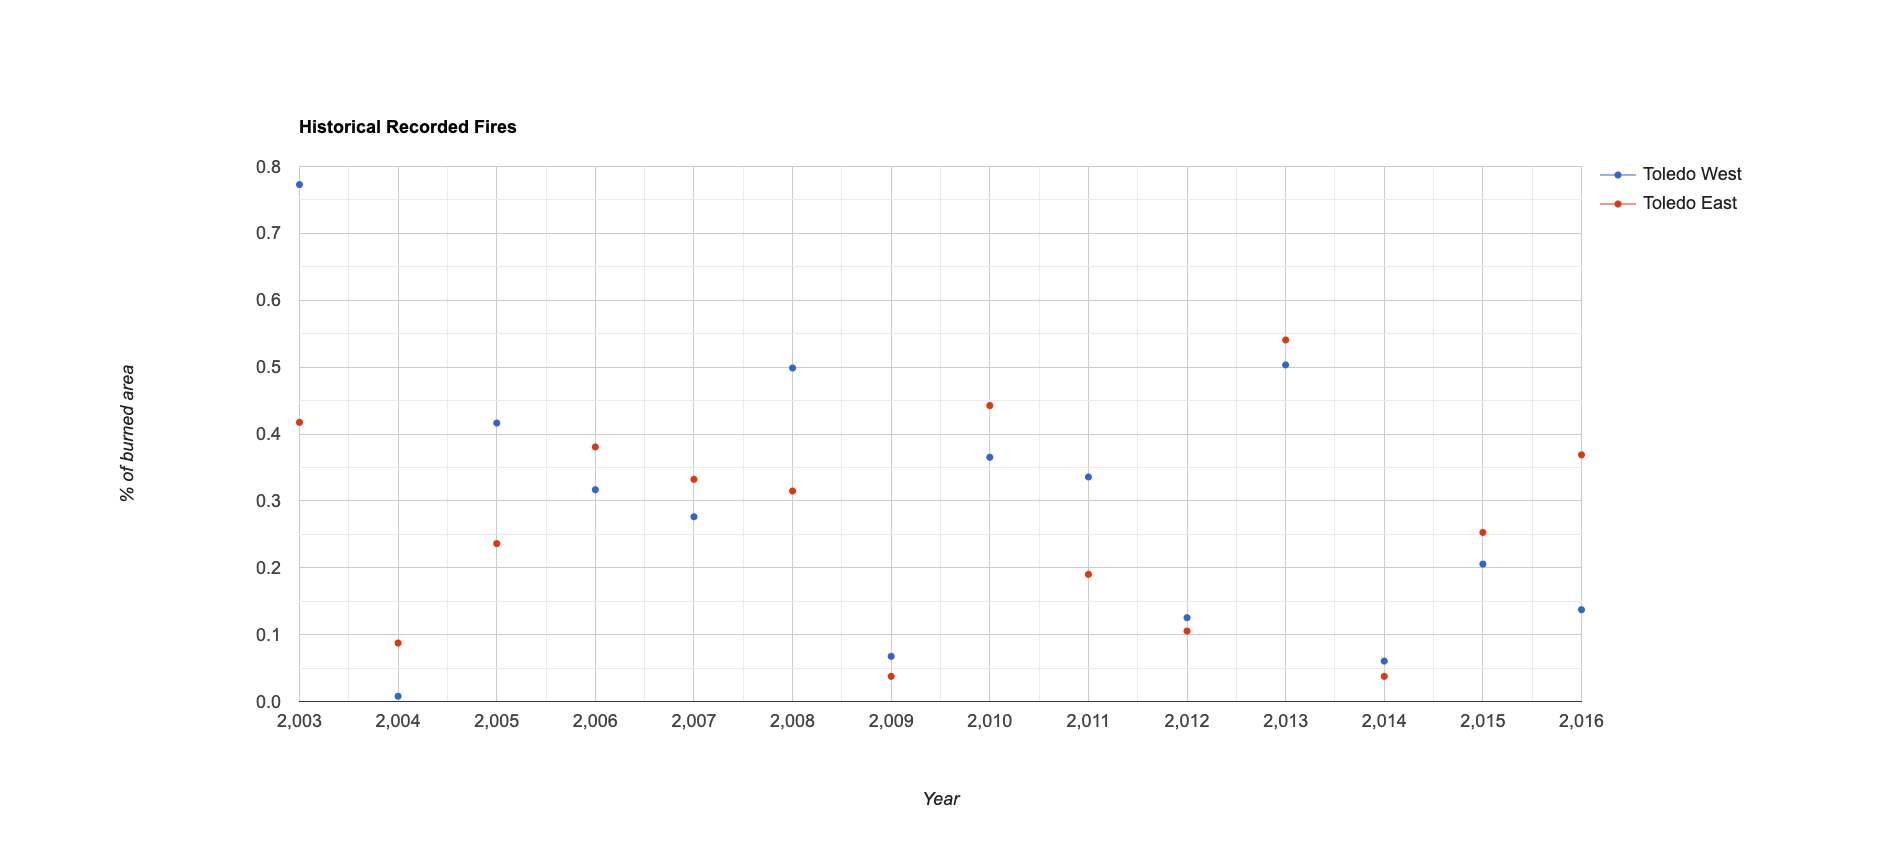 Historical Recorded Fires
Toledo West
Toledo East
0.8
0.7
0.6
0.5
0.4
0.3
0.2
0.1
0.0
% of burned area
2,003 2,004 2,005 2,006 2,007 2,008 2,009 2,010 2,011 2,012 2,013 2,014 2,015 2,016
Year